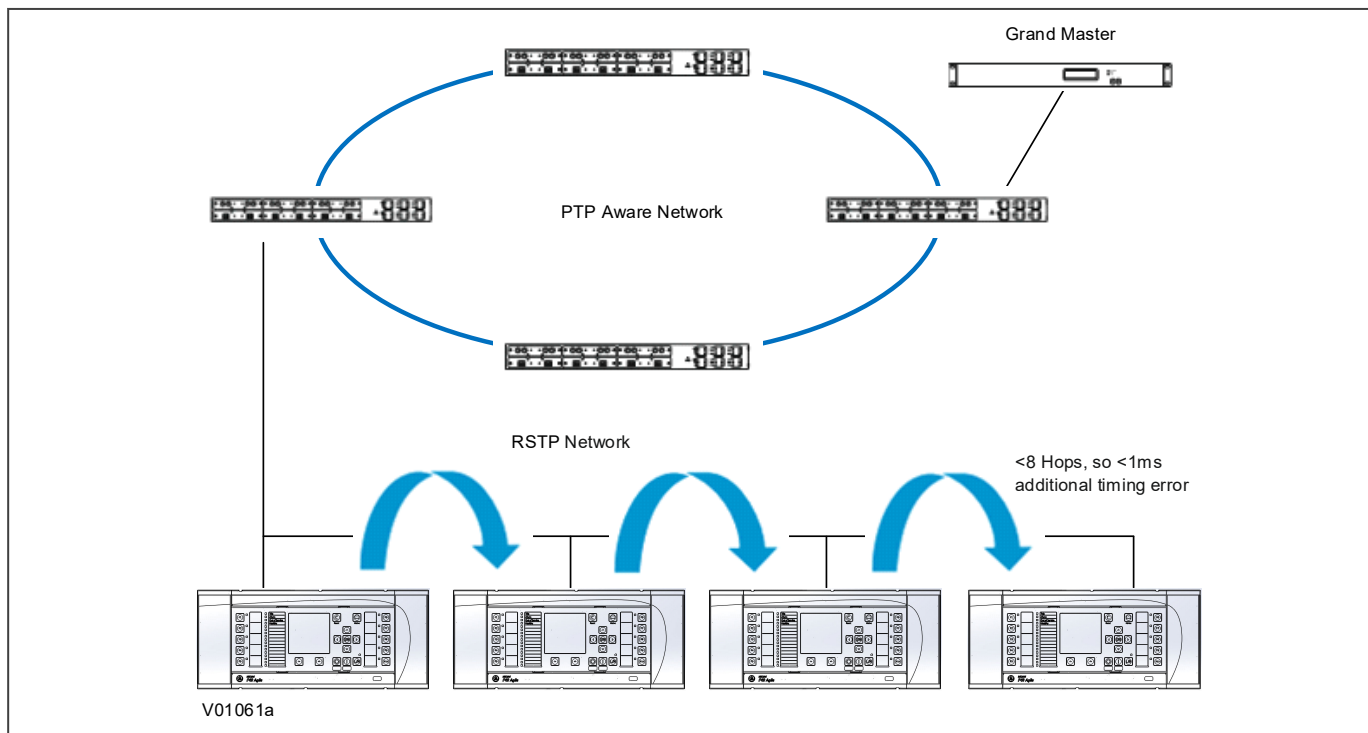 Grand Master
PTP Aware Network
RSTP Network
<8 Hops, so <1ms
additional timing error
V01061a